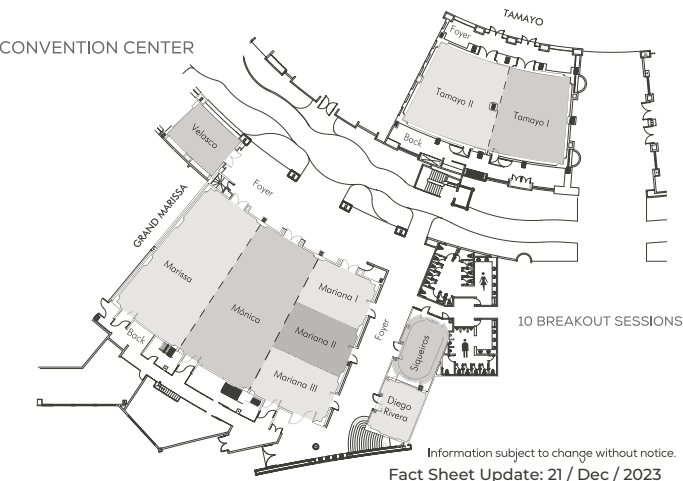 CONVENTION CENTER
TAMAYO
Foyer
Tamayo II
Tamayo I
Back
Velasco
Foyer
GRAND MARISSA
Marissa
Mónica
Mariana I
Mariana II
Mariana III
Back
Foyer
Siqueiros
Diego
Rivera
10 BREAKOUT SESSIONS
Information subject to change without notice.
Fact Sheet Update: 21 / Dec / 2023